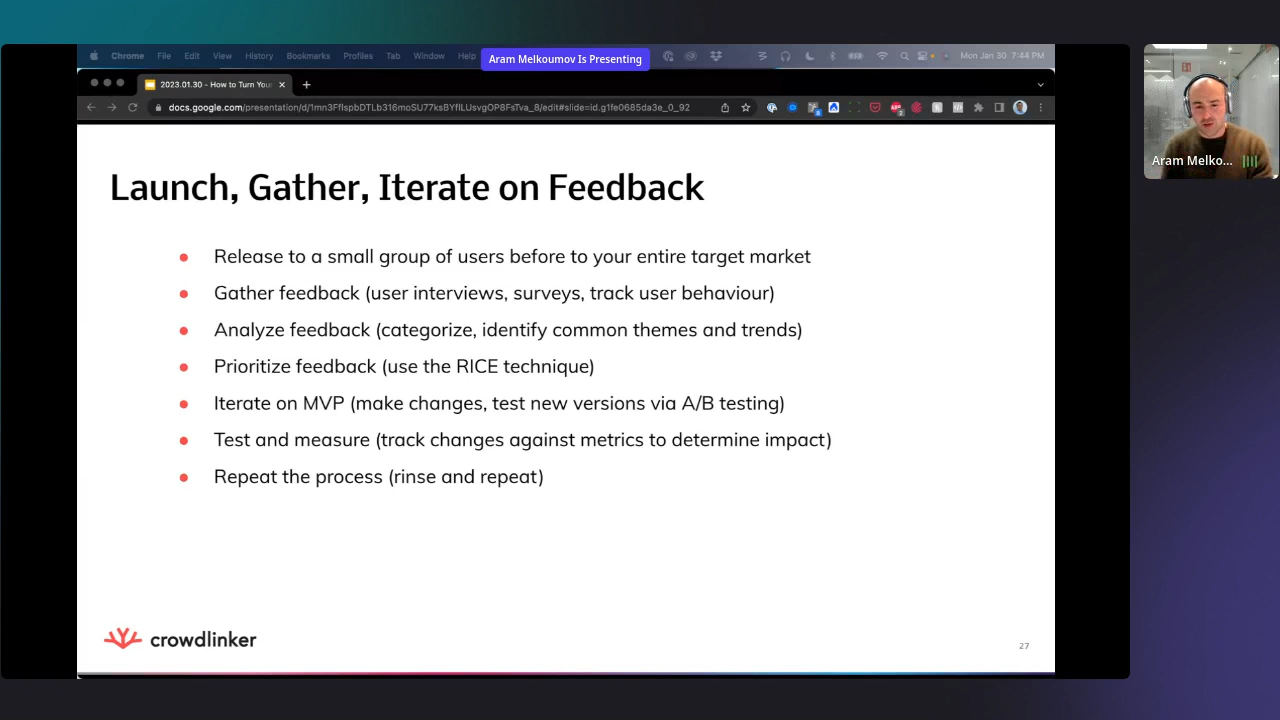 Chrome File Edit View History Bookmarks Profiles Tab Window Help
Aram Melkoumov Is Presenting
Mon Jan 30 7:44 PM
2023.01.30 - How to Turn You
docs.google.com/presentation/d/
Launch, Gather, Iterate on Feedback
● Release to a small group of users before to your entire target market
● Gather feedback (user interviews, surveys, track user behaviour)
● Analyze feedback (categorize, identify common themes and trends)
● Prioritize feedback (use the RICE technique)
● Iterate on MVP (make changes, test new versions via A/B testing)
● Test and measure (track changes against metrics to determine impact)
● Repeat the process (rinse and repeat)
crowdlinker
27
Aram Melko...